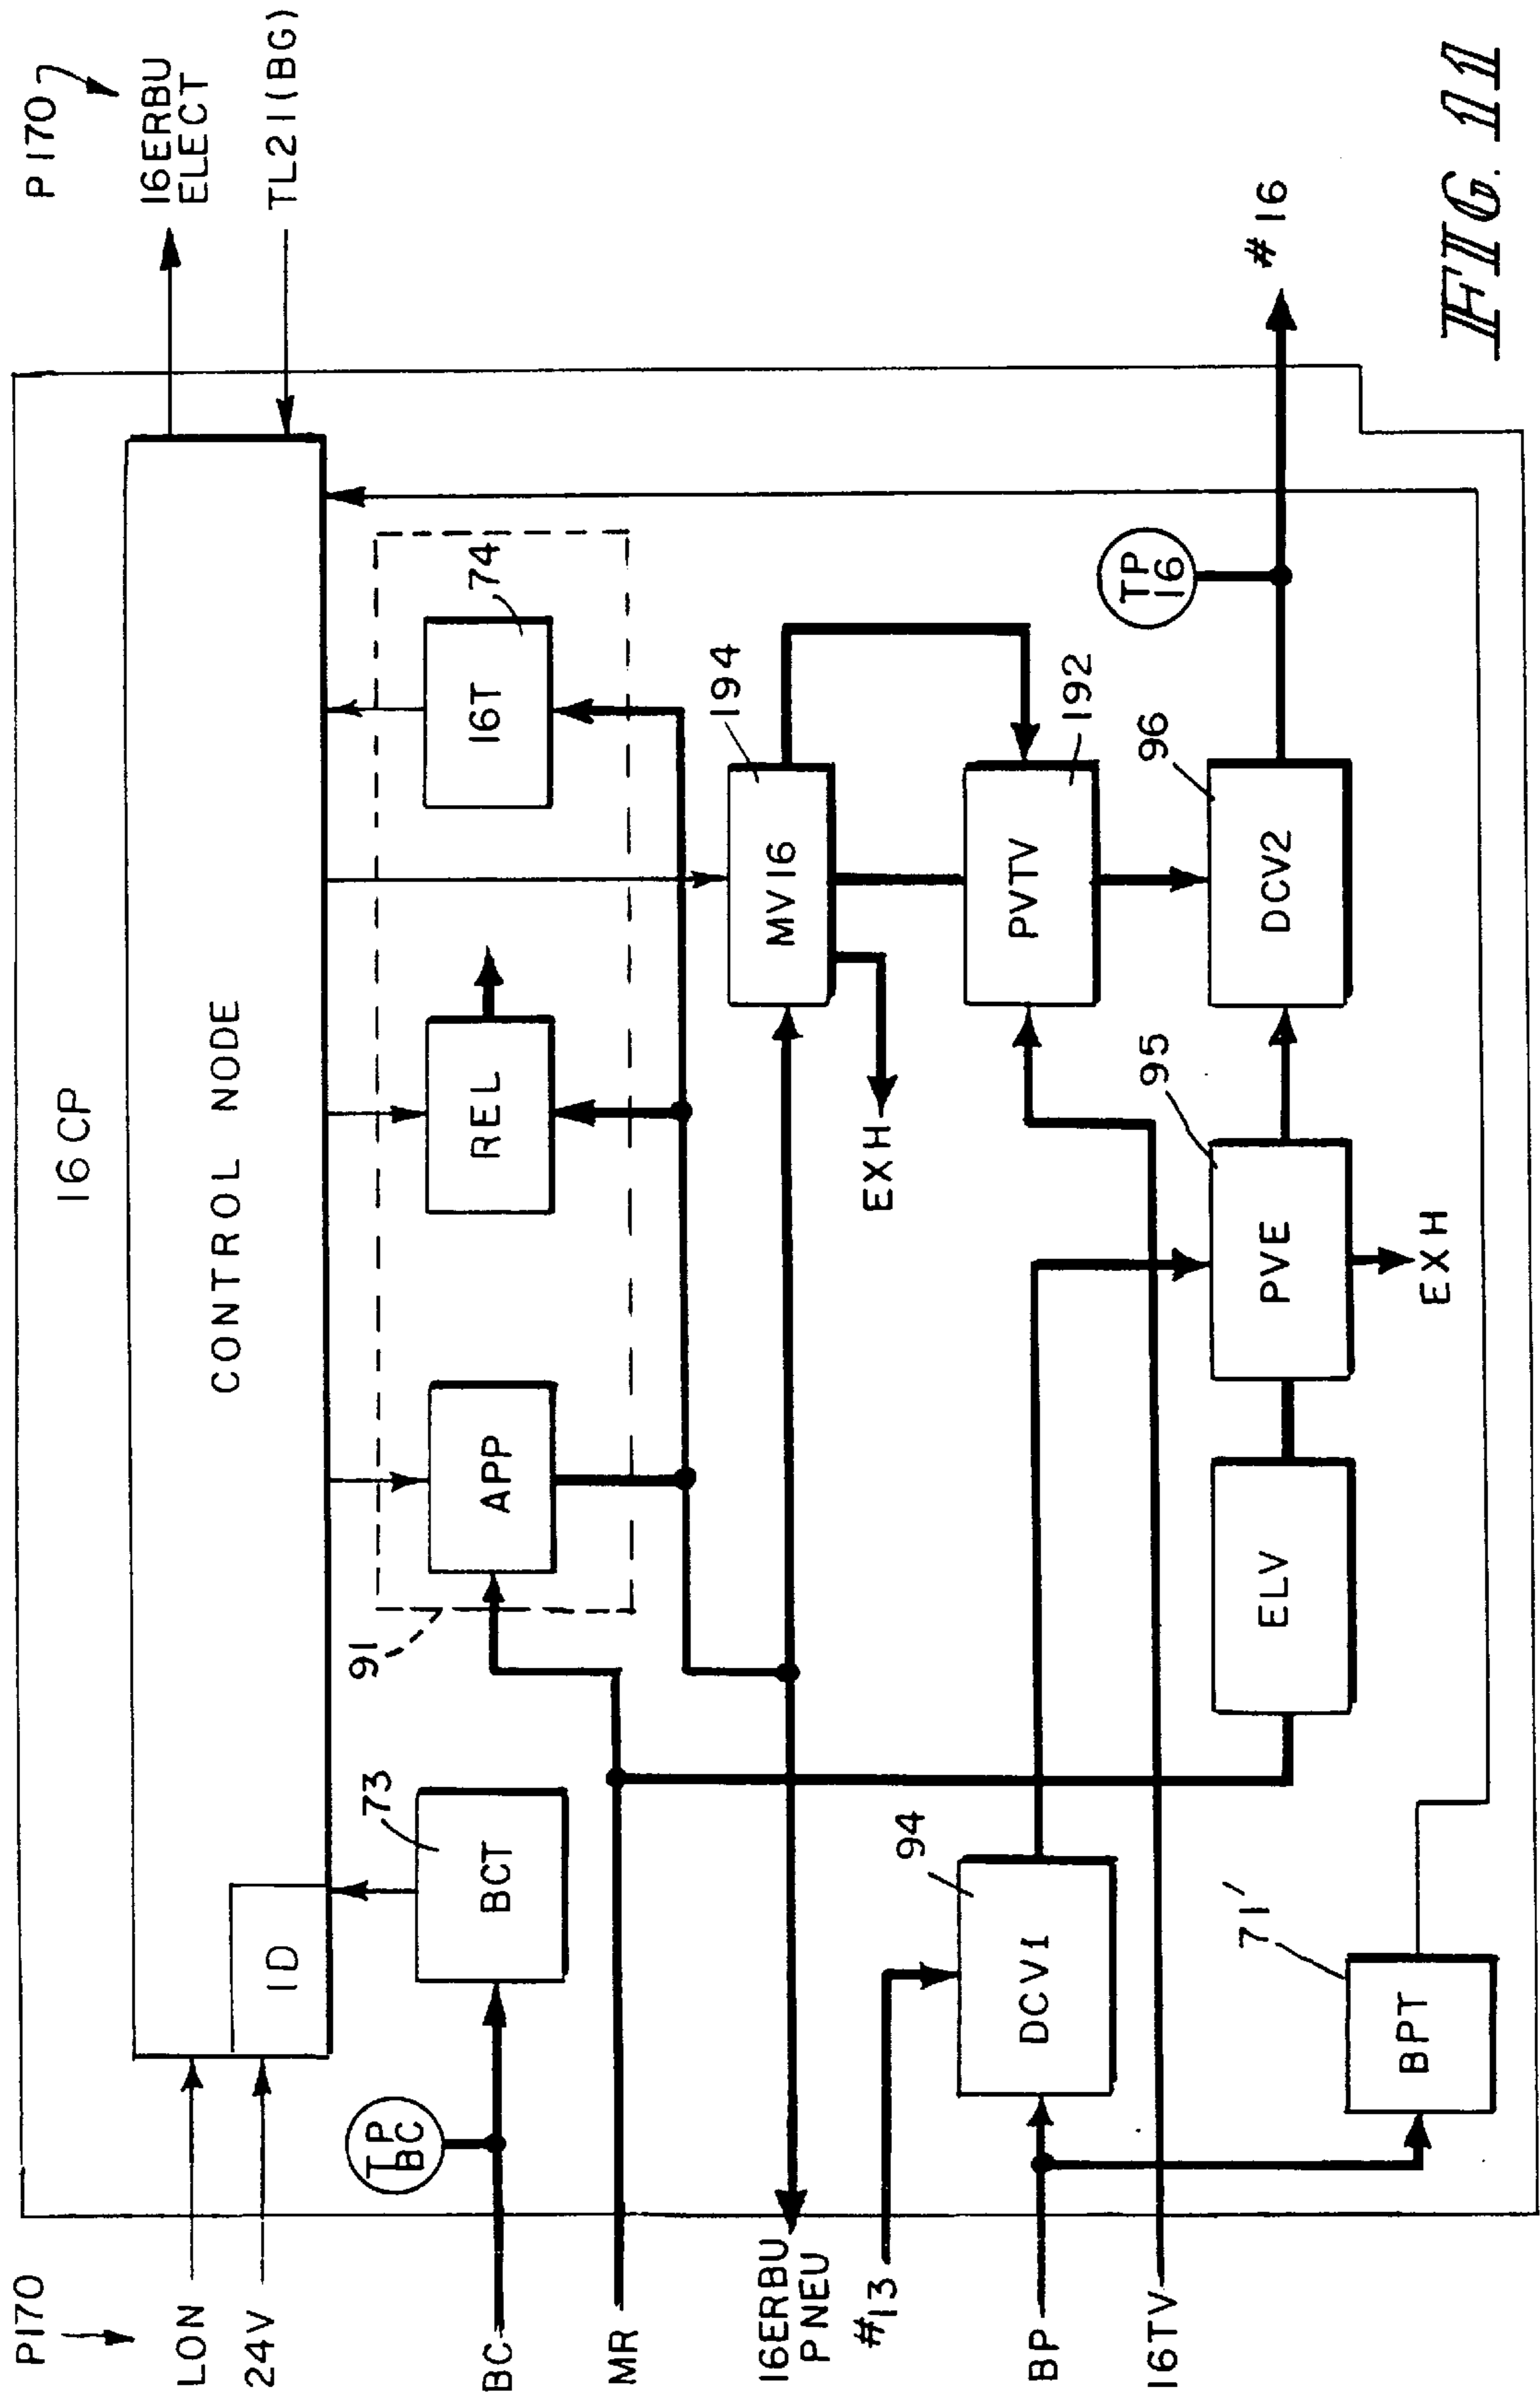 P170
LON
24V
16CP
P170
16ERBU
ELECT
TL21(BG)
CONTROL NODE
ID
TP
BC
BC
BCT
73
91
APP
REL
16T
74
MR
16ERBU
PNEU
MV16
194
EXH
#13
DCV1
94
BP
PVTV
192
16TV
ELV
PVE
95
EXH
DCV2
96
TP
16
#16
BPT
71'
FIG. 11